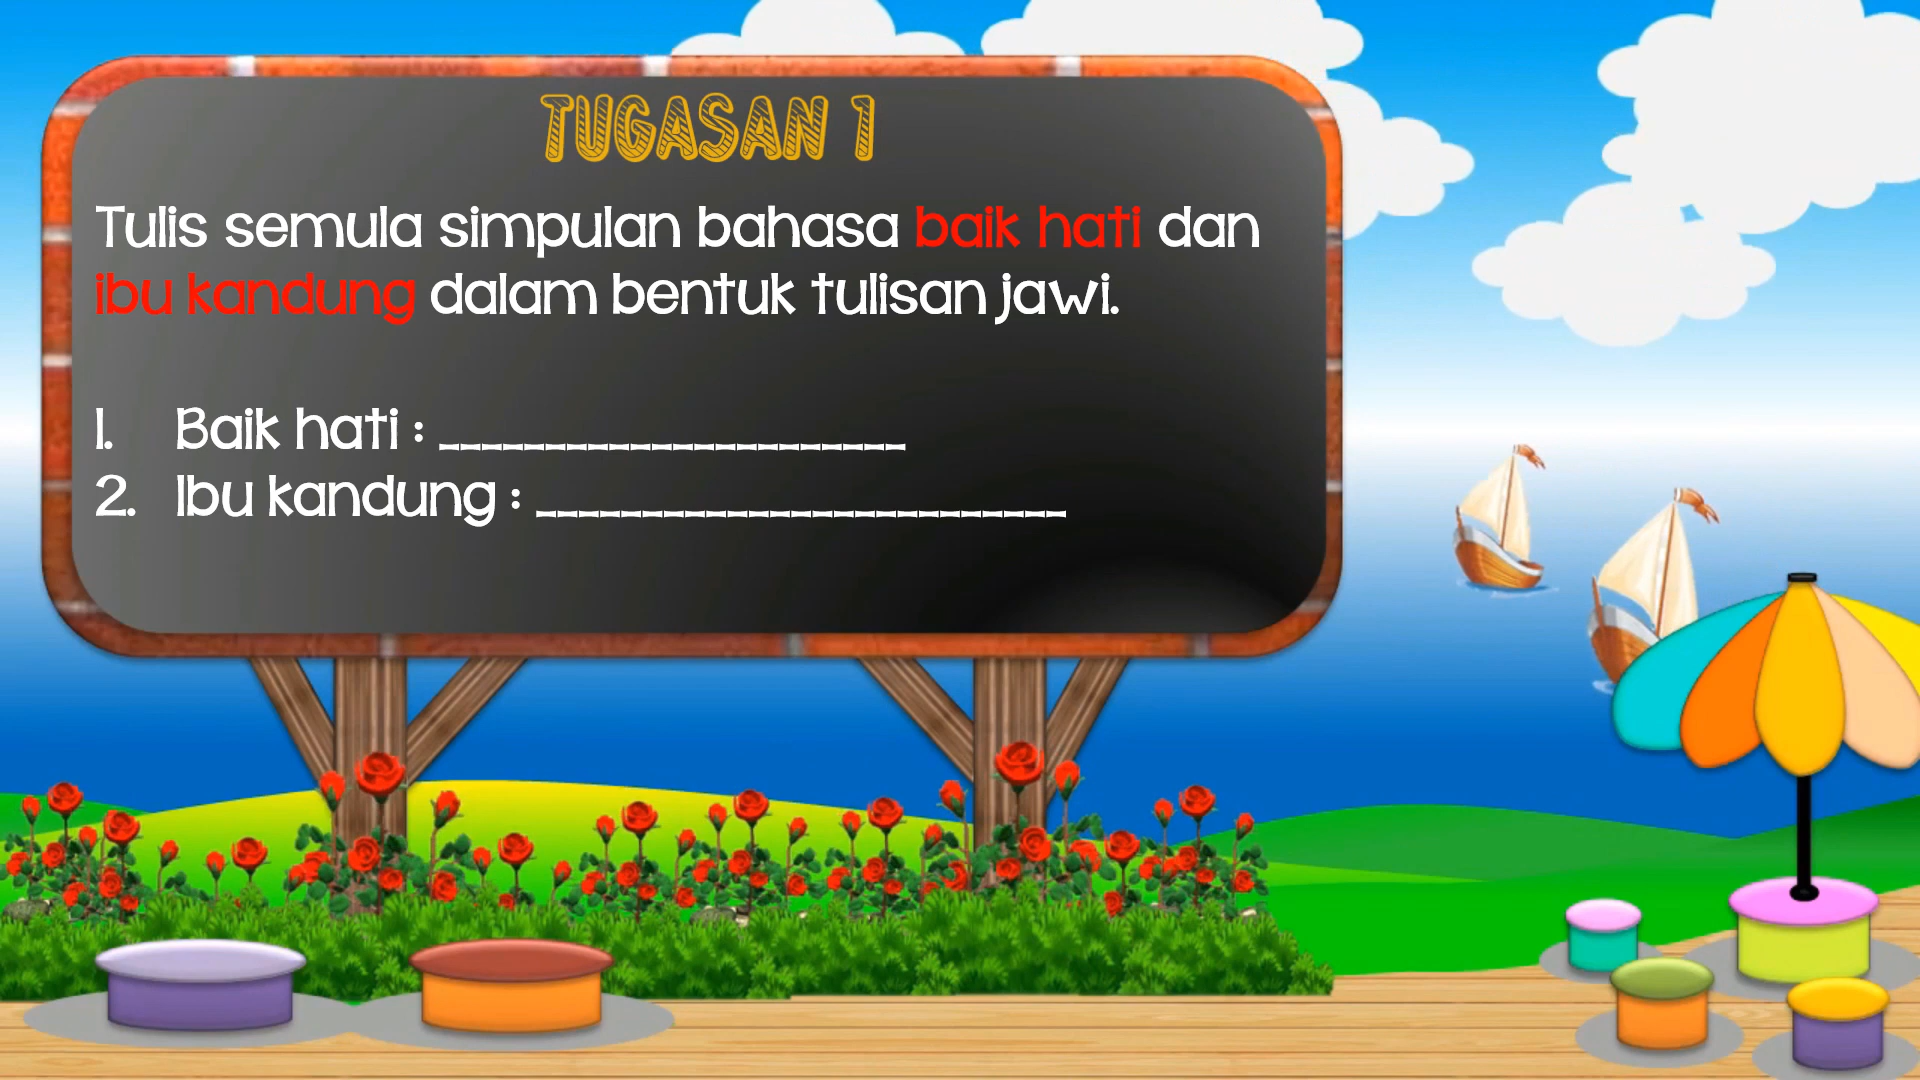 TUGASAN 1
Tulis semula simpulan bahasa baik hati dan
ibu kandung dalam bentuk tulisan jawi.
1. Baik hati : ______________________
2. Ibu kandung : _________________________